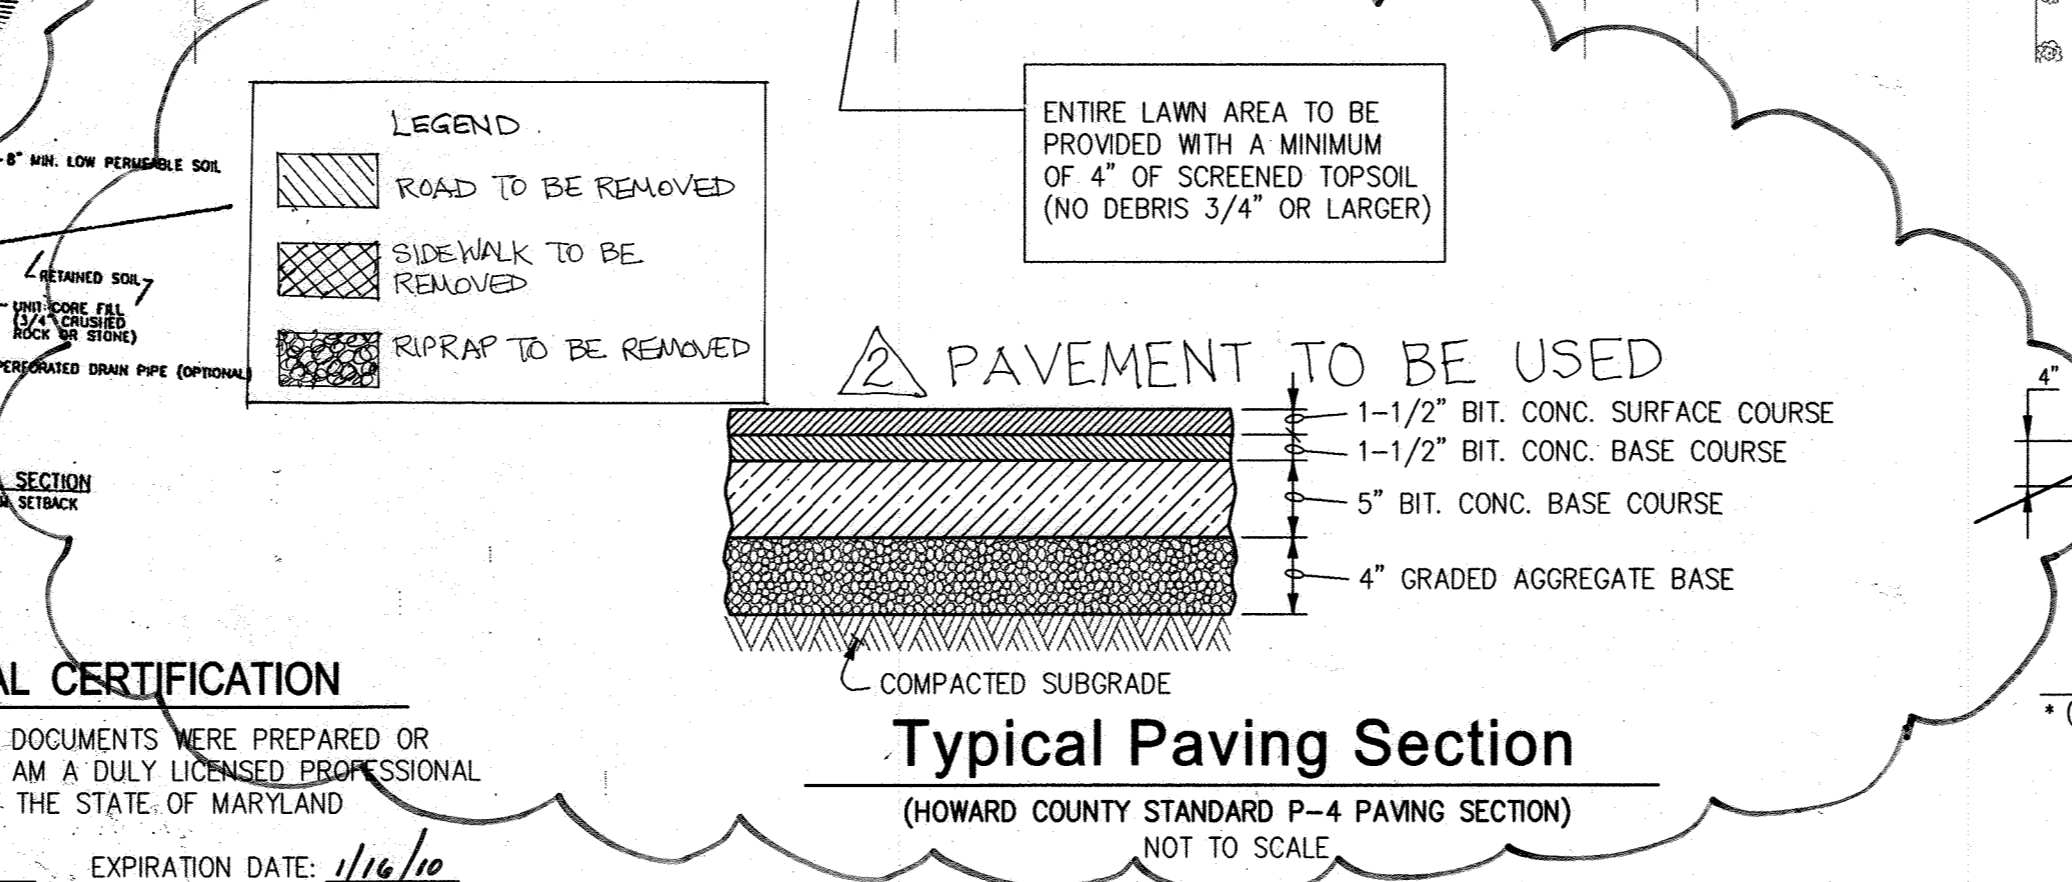 8" MIN. LOW PERMEABLE SOIL
RETAINED SOIL
UNIT CORE FILL
(3/4" CRUSHED
ROCK OR STONE)
PERFORATED DRAIN PIPE (OPTIONAL)
SECTION
SETBACK
LEGEND
ROAD TO BE REMOVED
SIDEWALK TO BE
REMOVED
RIPRAP TO BE REMOVED
ENTIRE LAWN AREA TO BE
PROVIDED WITH A MINIMUM
OF 4" OF SCREENED TOPSOIL
(NO DEBRIS 3/4" OR LARGER)
2 PAVEMENT TO BE USED
1-1/2" BIT. CONC. SURFACE COURSE
1-1/2" BIT. CONC. BASE COURSE
5" BIT. CONC. BASE COURSE
4" GRADED AGGREGATE BASE
COMPACTED SUBGRADE
Typical Paving Section
(HOWARD COUNTY STANDARD P-4 PAVING SECTION)
NOT TO SCALE
4"
* (
AL CERTIFICATION
DOCUMENTS WERE PREPARED OR
AM A DULY LICENSED PROFESSIONAL
THE STATE OF MARYLAND
EXPIRATION DATE: 1/16/10